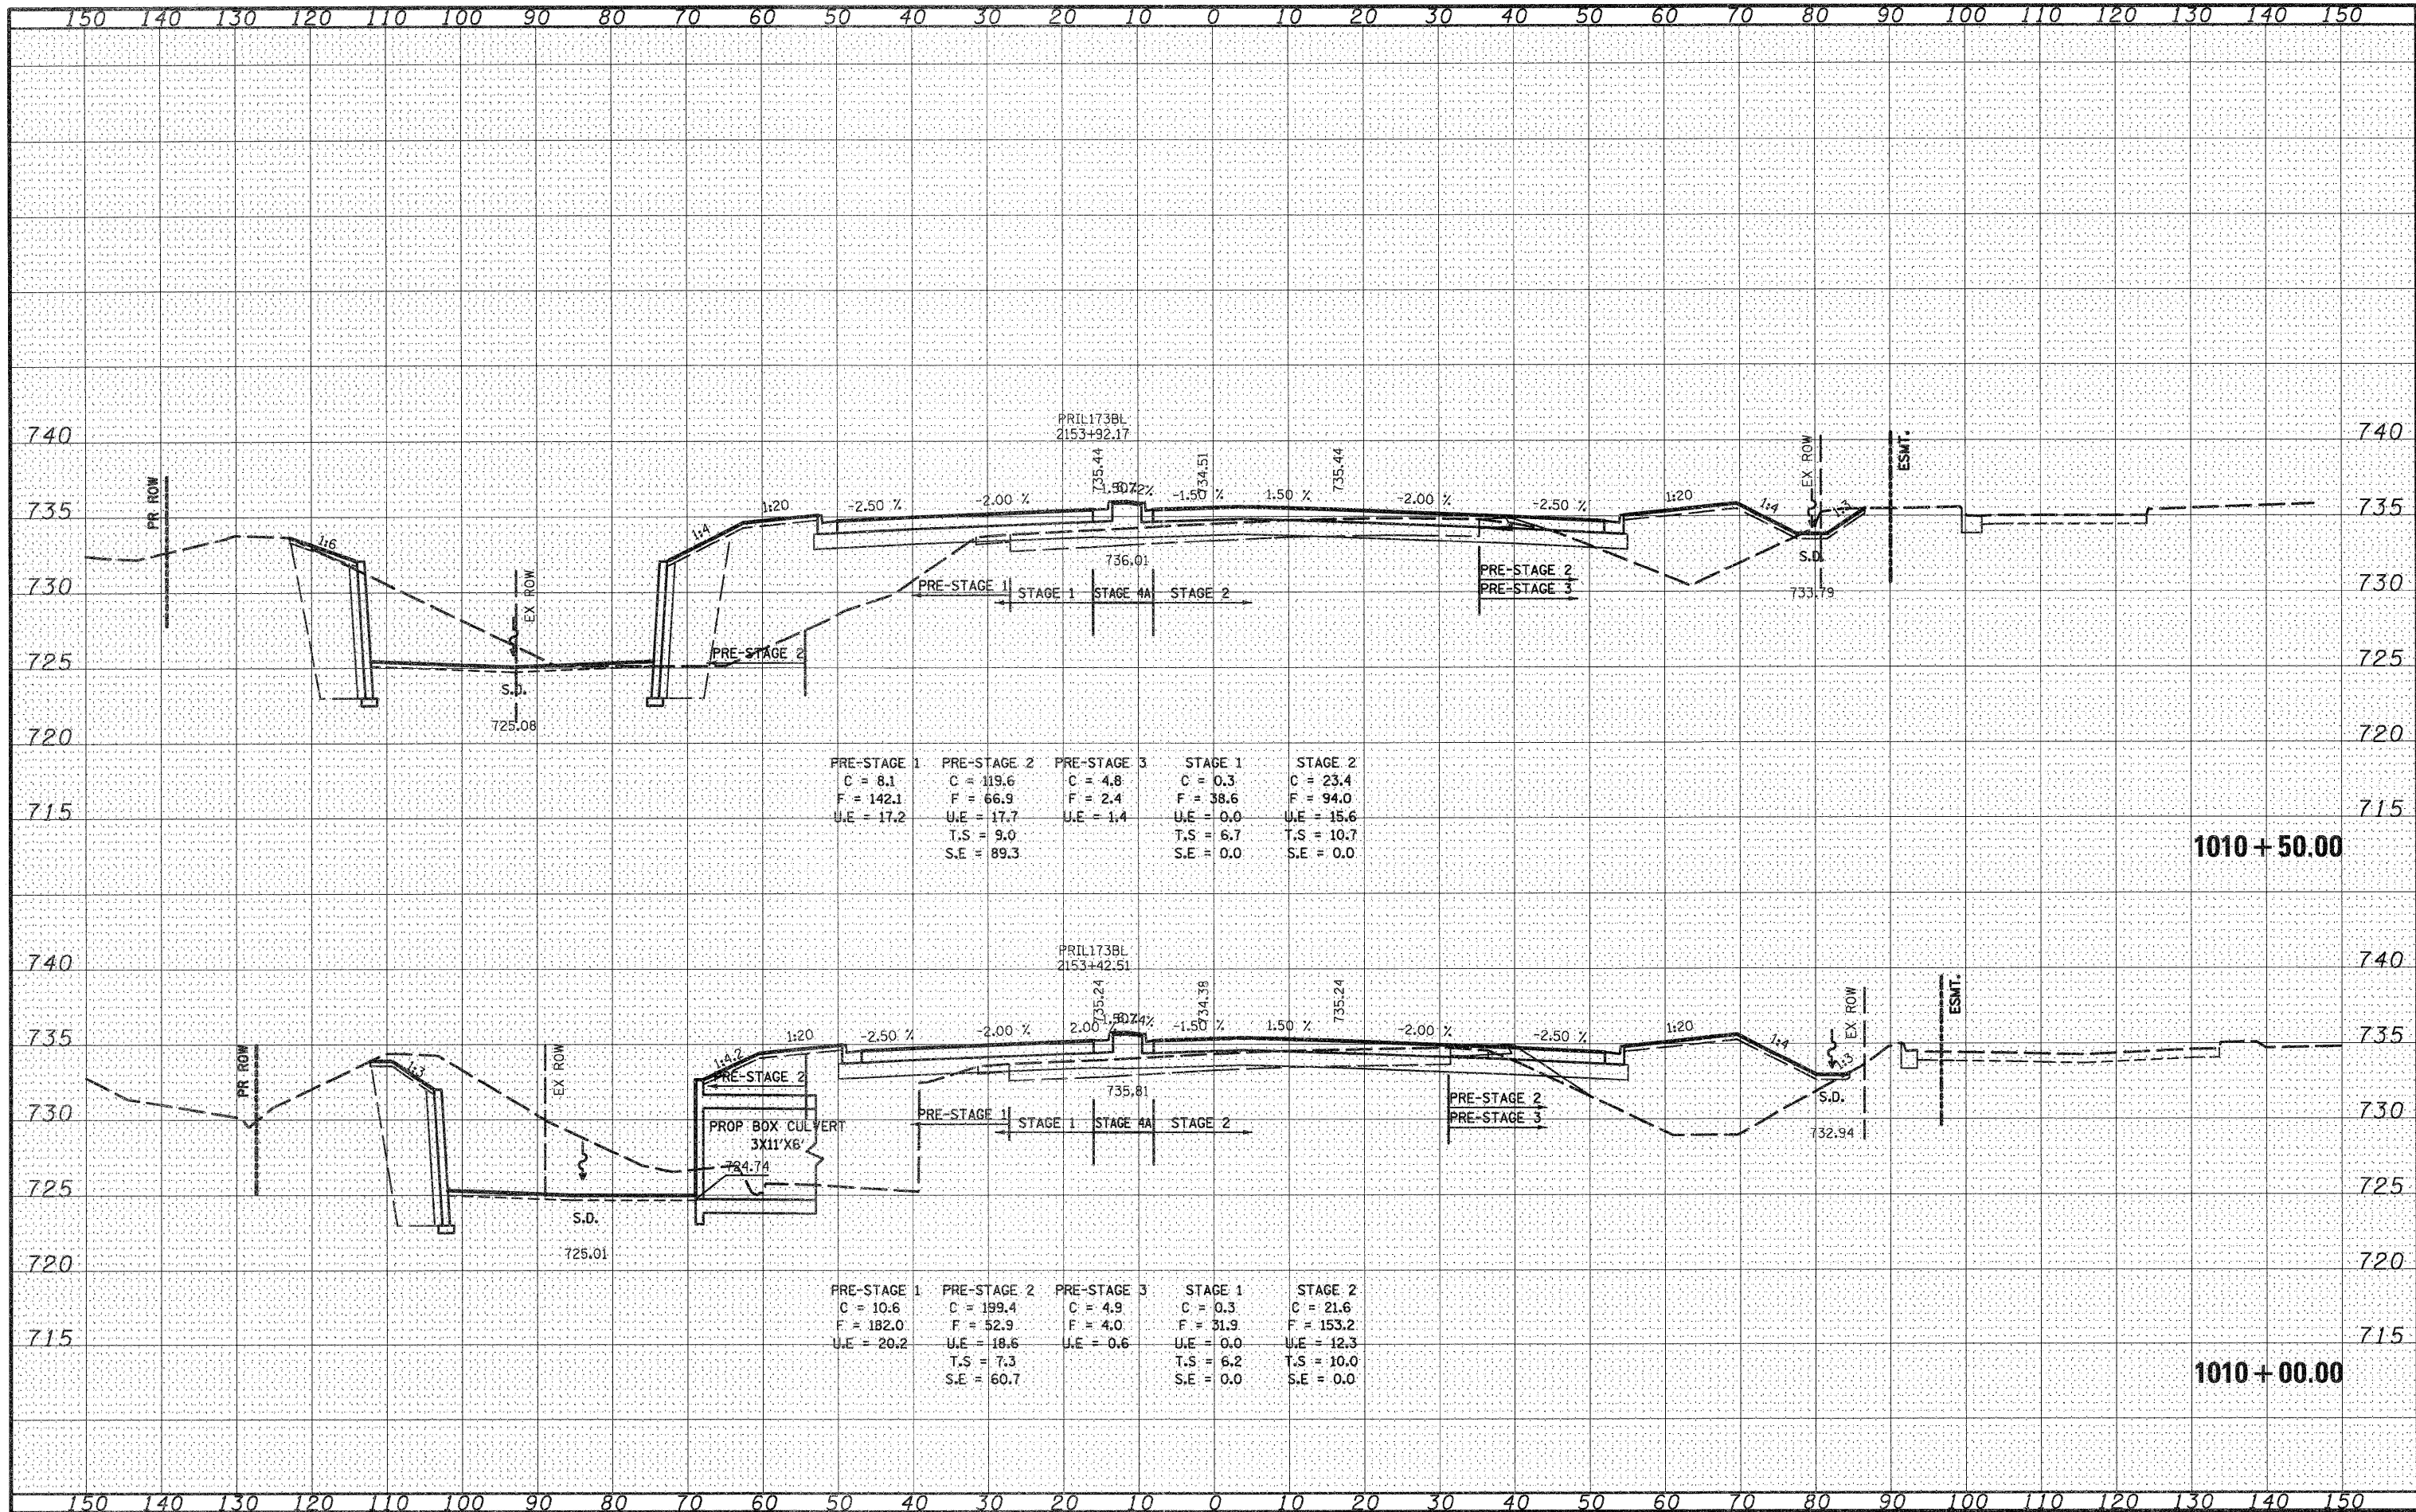 150 140 130 120 110 100 90 80 70 60 50 40 30 20 10 0 10 20 30 40 50 60 70 80 90 100 110 120 130 140 150
PRIL173BL
2153+92.17
740 740
PR ROW
735.44
734.51
735.44
EX ROW
ESMT.
1:20 -2.50 % -2.00 % -1.50 % 1.50 % -2.00 % -2.50 % 1:20
735 735
1:6 1:4 1:4 1:3
736.01
S.D.
730 730
EX ROW
PRE-STAGE 1 STAGE 1 STAGE 4A STAGE 2
PRE-STAGE 2
PRE-STAGE 3
733.79
725 725
PRE-STAGE 2
S.D.
725.08
720 720
PRE-STAGE 1 PRE-STAGE 2 PRE-STAGE 3 STAGE 1 STAGE 2
C = 8.1 C = 119.6 C = 4.8 C = 0.3 C = 23.4
F = 142.1 F = 66.9 F = 2.4 F = 38.6 F = 94.0
U.E = 17.2 U.E = 17.7 U.E = 1.4 U.E = 0.0 U.E = 15.6
T.S = 9.0 T.S = 6.7 T.S = 10.7
S.E = 89.3 S.E = 0.0 S.E = 0.0
715 715
1010 + 50.00
PRIL173BL
2153+42.51
740 740
735.24
734.38
735.24
EX ROW
ESMT.
1:20 -2.50 % -2.00 % 2.00 -1.50 % 1.50 % -2.00 % -2.50 % 1:20
735 735
PR ROW
1:3
EX ROW
1:4.2
1:4
1:3
PRE-STAGE 2
735.81
S.D.
730 730
PROP BOX CULVERT
3X11'X6'
724.74
PRE-STAGE 1 STAGE 1 STAGE 4A STAGE 2
PRE-STAGE 2
PRE-STAGE 3
732.94
725 725
S.D.
725.01
720 720
PRE-STAGE 1 PRE-STAGE 2 PRE-STAGE 3 STAGE 1 STAGE 2
C = 10.6 C = 199.4 C = 4.9 C = 0.3 C = 21.6
F = 182.0 F = 52.9 F = 4.0 F = 31.9 F = 153.2
U.E = 20.2 U.E = 18.6 U.E = 0.6 U.E = 0.0 U.E = 12.3
T.S = 7.3 T.S = 6.2 T.S = 10.0
S.E = 60.7 S.E = 0.0 S.E = 0.0
715 715
1010 + 00.00
150 140 130 120 110 100 90 80 70 60 50 40 30 20 10 0 10 20 30 40 50 60 70 80 90 100 110 120 130 140 150